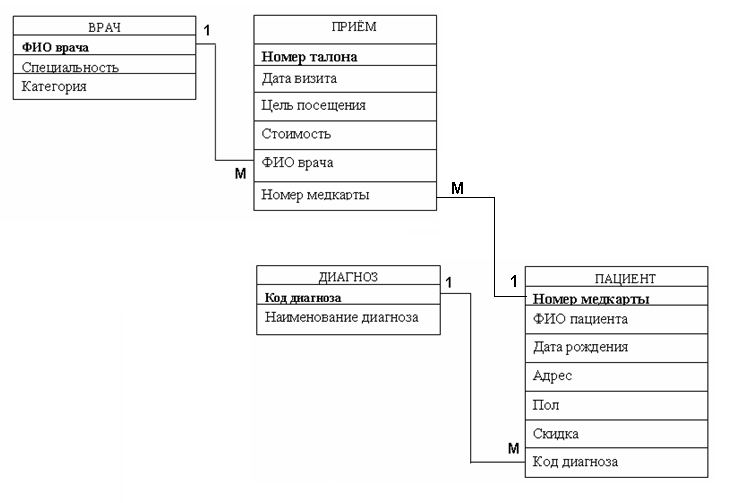 ВРАЧ
ФИО врача
Специальность
Категория
1
М
ПРИЁМ
Номер талона
Дата визита
Цель посещения
Стоимость
ФИО врача
Номер медкарты
М
1
ДИАГНОЗ
Код диагноза
Наименование диагноза
1
М
ПАЦИЕНТ
Номер медкарты
ФИО пациента
Дата рождения
Адрес
Пол
Скидка
Код диагноза